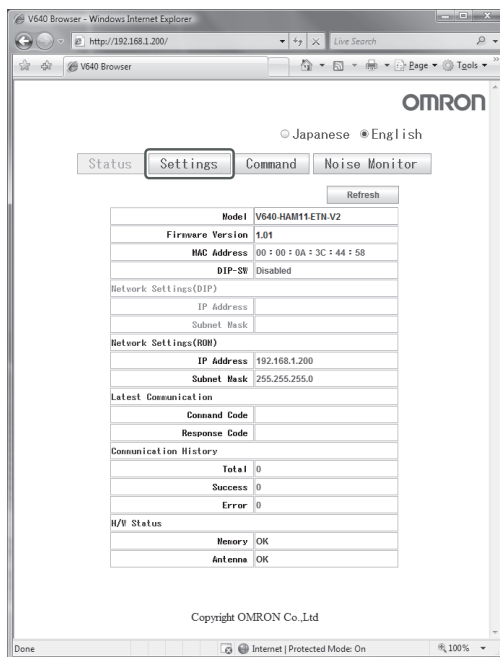 V640 Browser - Windows Internet Explorer
http://192.168.1.200/
Live Search
V640 Browser
Page
Tools
OMRON
Japanese English
Status Settings Command Noise Monitor
Refresh
Model V640-HAM11-ETN-V2
Firmware Version 1.01
MAC Address 00 : 00 : 0A : 3C : 44 : 58
DIP-SW Disabled
Network Settings(DIP)
IP Address
Subnet Mask
Network Settings(ROM)
IP Address 192.168.1.200
Subnet Mask 255.255.255.0
Latest Communication
Command Code
Response Code
Communication History
Total 0
Success 0
Error 0
H/W Status
Memory OK
Antenna OK
Copyright OMRON Co.,Ltd
Done Internet | Protected Mode: On 100%